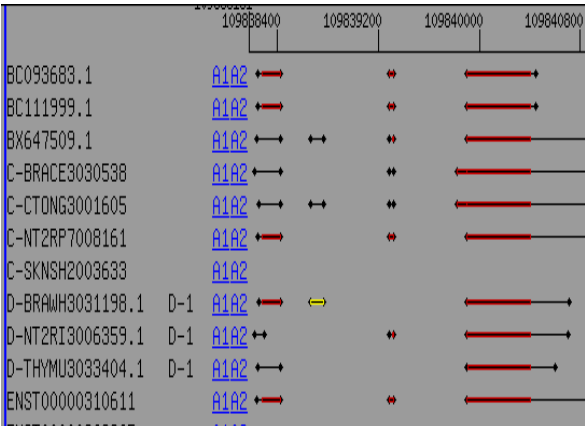 109838400 109839200 109840000 109840800
BC093683.1 A1A2
BC111999.1 A1A2
BX647509.1 A1A2
C-BRACE3030538 A1A2
C-CTONG3001605 A1A2
C-NT2RP7008161 A1A2
C-SKNSH2003633 A1A2
D-BRAWH3031198.1 D-1 A1A2
D-NT2RI3006359.1 D-1 A1A2
D-THYMU3033404.1 D-1 A1A2
ENST00000310611 A1A2